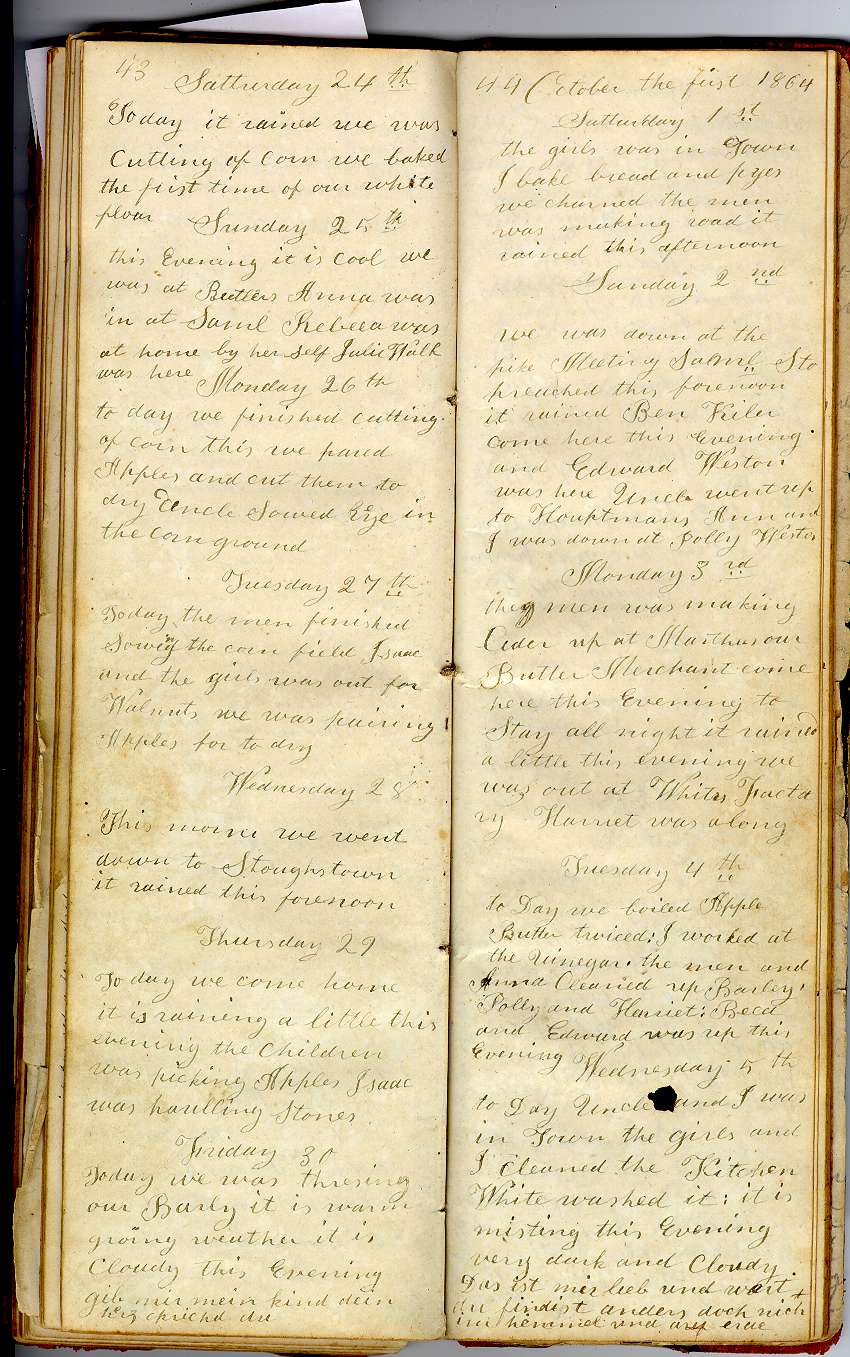 43
Satturday 24th
Today it rained we was
Cutting of Corn we baked
the first time of our white
flour
Sunday 25th
this Evening it is Cool we
was at Butlers Anna was
in at Saml Rebeca was
at home by her self Julie Walk
was here
Monday 26th
to day we finished cutting
of corn this we pared
Apples and cut them to
dry Uncle Sowed Rye in
the corn ground
Tuesday 27th
Today the men finished
Sowing the corn field Isaac
and the girls was out for
Walnuts we was pairing
Apples for to dry
Wednesday 28
This morni we went
down to Stoughstown
it rained this forenoon
Thursday 29
To day we come home
it is raining a little this
evening the Children
was picking Apples Isaac
was haulling Stones
Friday 30
Today we was thresing
our Barly it is warm
growing weather it is
Cloudy this Evening
gib mir mein kind dein
herz sprichd du
44 October the first 1864
Satturday 1st
the girls was in Town
I bake bread and pyes
we churned the men
was making road it
rained this afternoon
Sunday 2nd
we was down at the
pike Meeting Saml Sto
preached this forenoon
it rained Ben Kiler
come here this Evening
and Edward Weston
was here Uncle went up
to Houptmans Ann and
I was down at Polly Westos
Monday 3rd
they men was making
Cider up at Marthas our
Butter Merchant come
here this Evening to
Stay all night it rained
a little this evening we
was out at Whites Facta
ry Harriet was along
Tuesday 4th
to Day we boiled Apple
Butter twiced: I worked at
the Vinegar. the men and
Anna Cleaned up Barley
Polly and Harriet: Beca
and Edward was up this
Evening
Wednesday 5th
to Day Uncle and I was
in Town the girls and
I cleaned the Kitchen
White washed it: it is
misting this Evening
very dark and Cloudy.
Das ist mir lieb und wert
du findest anders doch nich
im himmel und auf erde